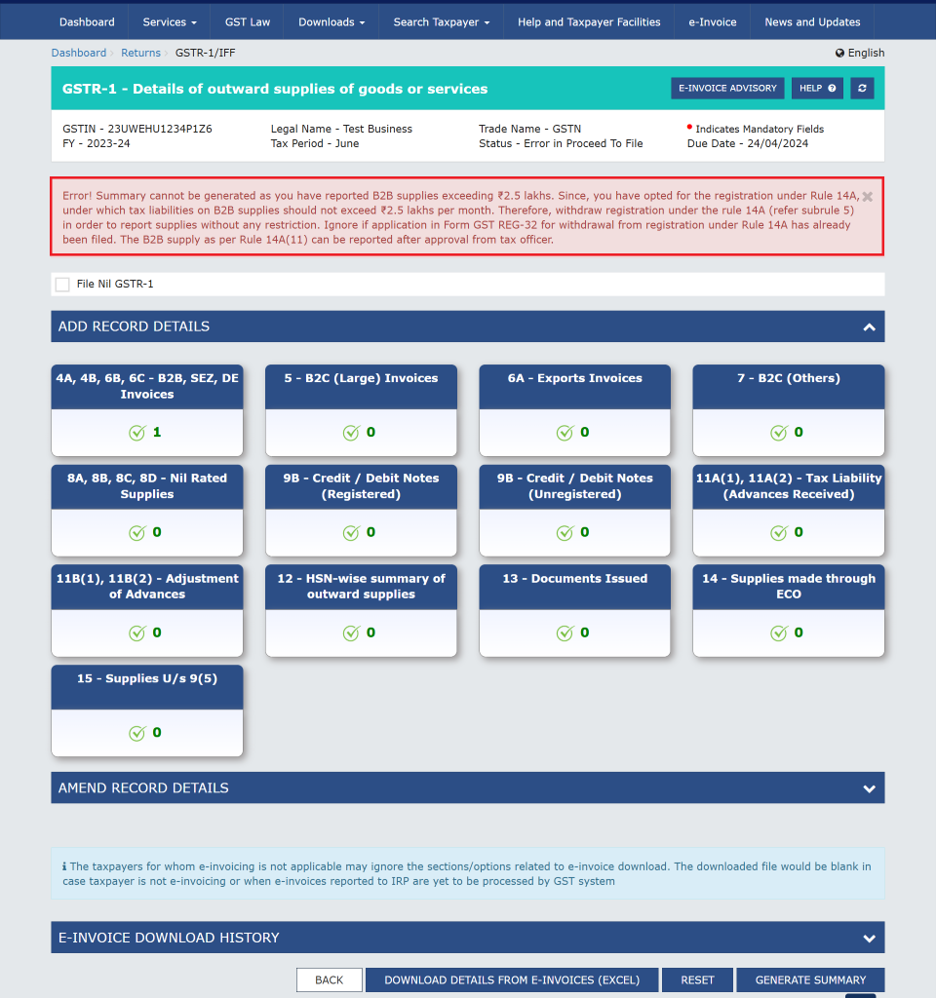 Dashboard Services GST Law Downloads Search Taxpayer Help and Taxpayer Facilities e-Invoice News and Updates
Dashboard Returns GSTR-1/IFF English
GSTR-1 - Details of outward supplies of goods or services E-INVOICE ADVISORY HELP
GSTIN - 23UWEHU1234P1Z6 Legal Name - Test Business Trade Name - GSTN Indicates Mandatory Fields
FY - 2023-24 Tax Period - June Status - Error in Proceed To File Due Date - 24/04/2024
Error! Summary cannot be generated as you have reported B2B supplies exceeding ₹2.5 lakhs. Since, you have opted for the registration under Rule 14A,
under which tax liabilities on B2B supplies should not exceed ₹2.5 lakhs per month. Therefore, withdraw registration under the rule 14A (refer subrule 5)
in order to report supplies without any restriction. Ignore if application in Form GST REG-32 for withdrawal from registration under Rule 14A has already
been filed. The B2B supply as per Rule 14A(11) can be reported after approval from tax officer.
File Nil GSTR-1
ADD RECORD DETAILS
4A, 4B, 6B, 6C - B2B, SEZ, DE
Invoices
1
5 - B2C (Large) Invoices
0
6A - Exports Invoices
0
7 - B2C (Others)
0
8A, 8B, 8C, 8D - Nil Rated
Supplies
0
9B - Credit / Debit Notes
(Registered)
0
9B - Credit / Debit Notes
(Unregistered)
0
11A(1), 11A(2) - Tax Liability
(Advances Received)
0
11B(1), 11B(2) - Adjustment
of Advances
0
12 - HSN-wise summary of
outward supplies
0
13 - Documents Issued
0
14 - Supplies made through
ECO
0
15 - Supplies U/s 9(5)
0
AMEND RECORD DETAILS
The taxpayers for whom e-invoicing is not applicable may ignore the sections/options related to e-invoice download. The downloaded file would be blank in
case taxpayer is not e-invoicing or when e-invoices reported to IRP are yet to be processed by GST system
E-INVOICE DOWNLOAD HISTORY
BACK DOWNLOAD DETAILS FROM E-INVOICES (EXCEL) RESET GENERATE SUMMARY